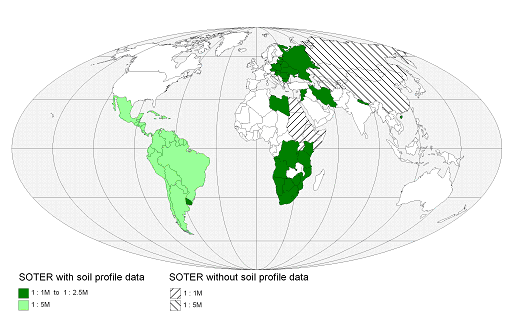 SOTER with soil profile data
1 : 1M to 1 : 2.5M
1 : 5M
SOTER without soil profile data
1 : 1M
1 : 5M